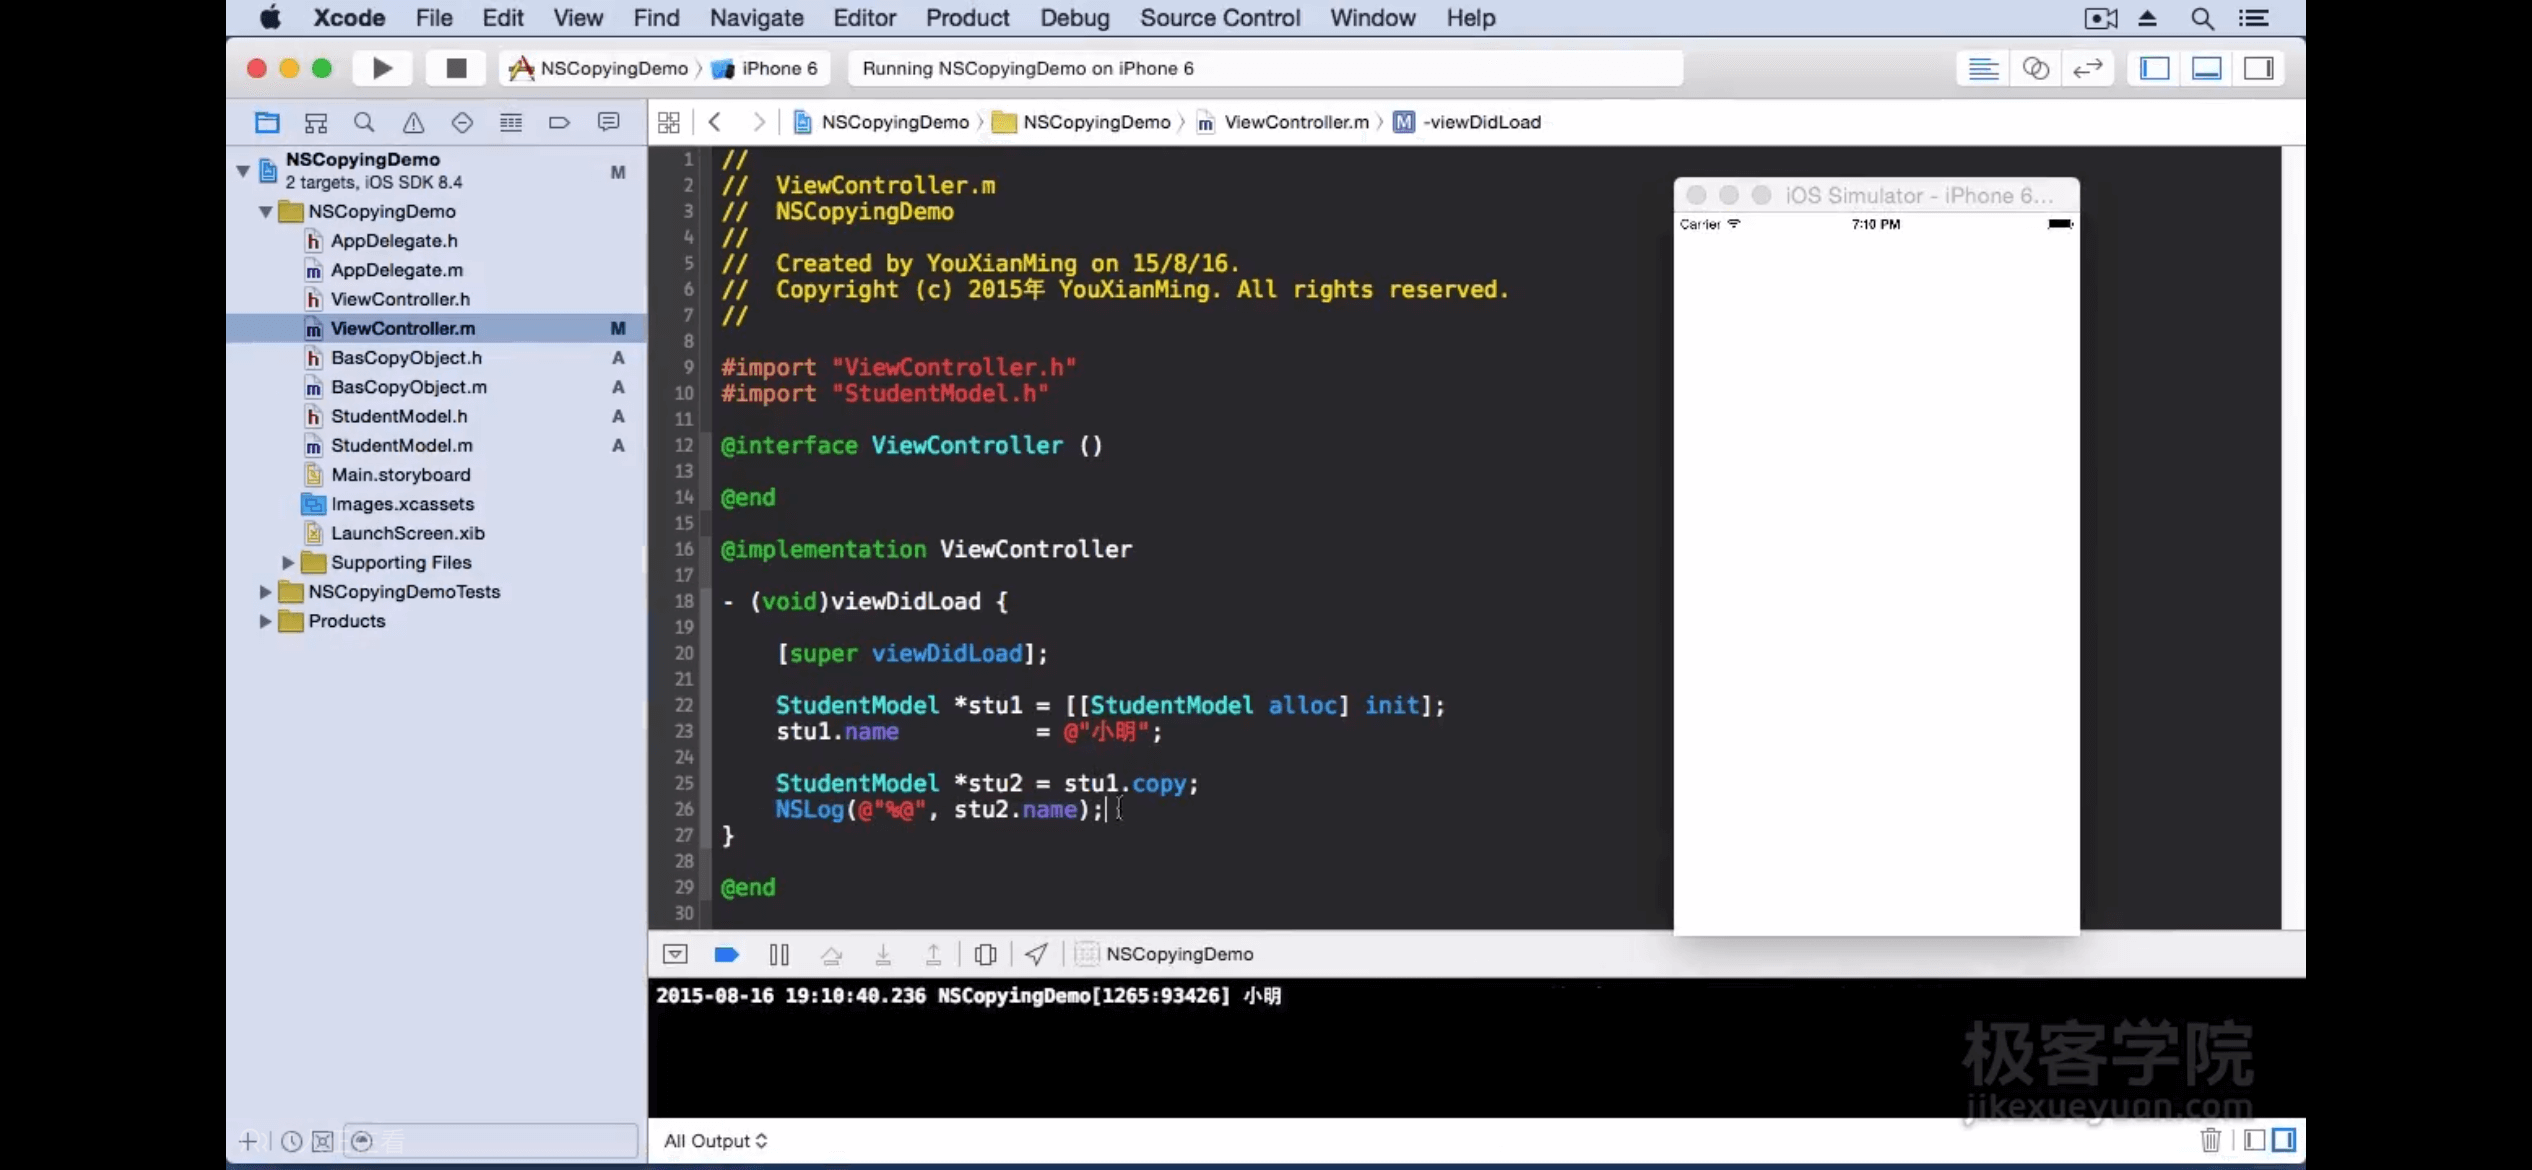 Xcode File Edit View Find Navigate Editor Product Debug Source Control Window Help
NSCopyingDemo iPhone 6 Running NSCopyingDemo on iPhone 6
NSCopyingDemo NSCopyingDemo ViewController.m M -viewDidLoad
NSCopyingDemo M
2 targets, iOS SDK 8.4
NSCopyingDemo
h AppDelegate.h
m AppDelegate.m
h ViewController.h
m ViewController.m M
h BasCopyObject.h A
m BasCopyObject.m A
h StudentModel.h A
m StudentModel.m A
Main.storyboard
Images.xcassets
LaunchScreen.xib
Supporting Files
NSCopyingDemoTests
Products
1 //
2 // ViewController.m
3 // NSCopyingDemo
4 //
5 // Created by YouXianMing on 15/8/16.
6 // Copyright (c) 2015年 YouXianMing. All rights reserved.
7 //
8
9 #import "ViewController.h"
10 #import "StudentModel.h"
11
12 @interface ViewController ()
13
14 @end
15
16 @implementation ViewController
17
18 - (void)viewDidLoad {
19
20 [super viewDidLoad];
21
22 StudentModel *stu1 = [[StudentModel alloc] init];
23 stu1.name = @"小明";
24
25 StudentModel *stu2 = stu1.copy;
26 NSLog(@"%@", stu2.name);
27 }
28
29 @end
30
iOS Simulator - iPhone 6...
Carrier 7:10 PM
NSCopyingDemo
2015-08-16 19:10:40.236 NSCopyingDemo[1265:93426] 小明
极客学院
jikexueyuan.com
All Output